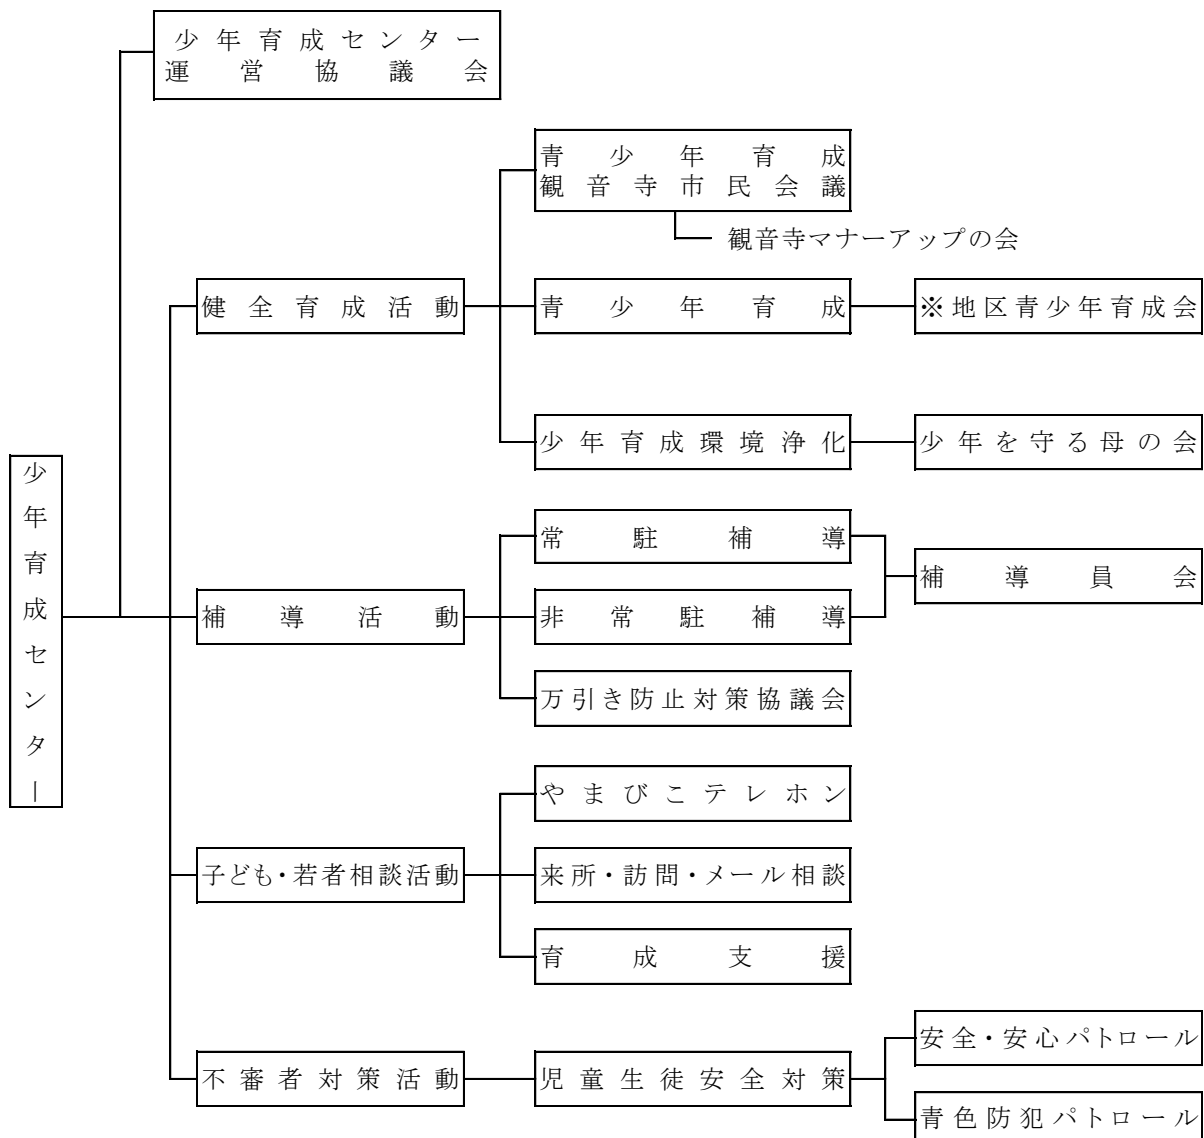 少年育成センター
運営協議会
青少年育成
観音寺市民会議
観音寺マナーアップの会
健全育成活動
青少年育成
※地区青少年育成会
少年育成環境浄化
少年を守る母の会
少年育成センター
常駐補導
補導員会
補導活動
非常駐補導
万引き防止対策協議会
やまびこテレホン
子ども・若者相談活動
来所・訪問・メール相談
育成支援
安全・安心パトロール
不審者対策活動
児童生徒安全対策
青色防犯パトロール